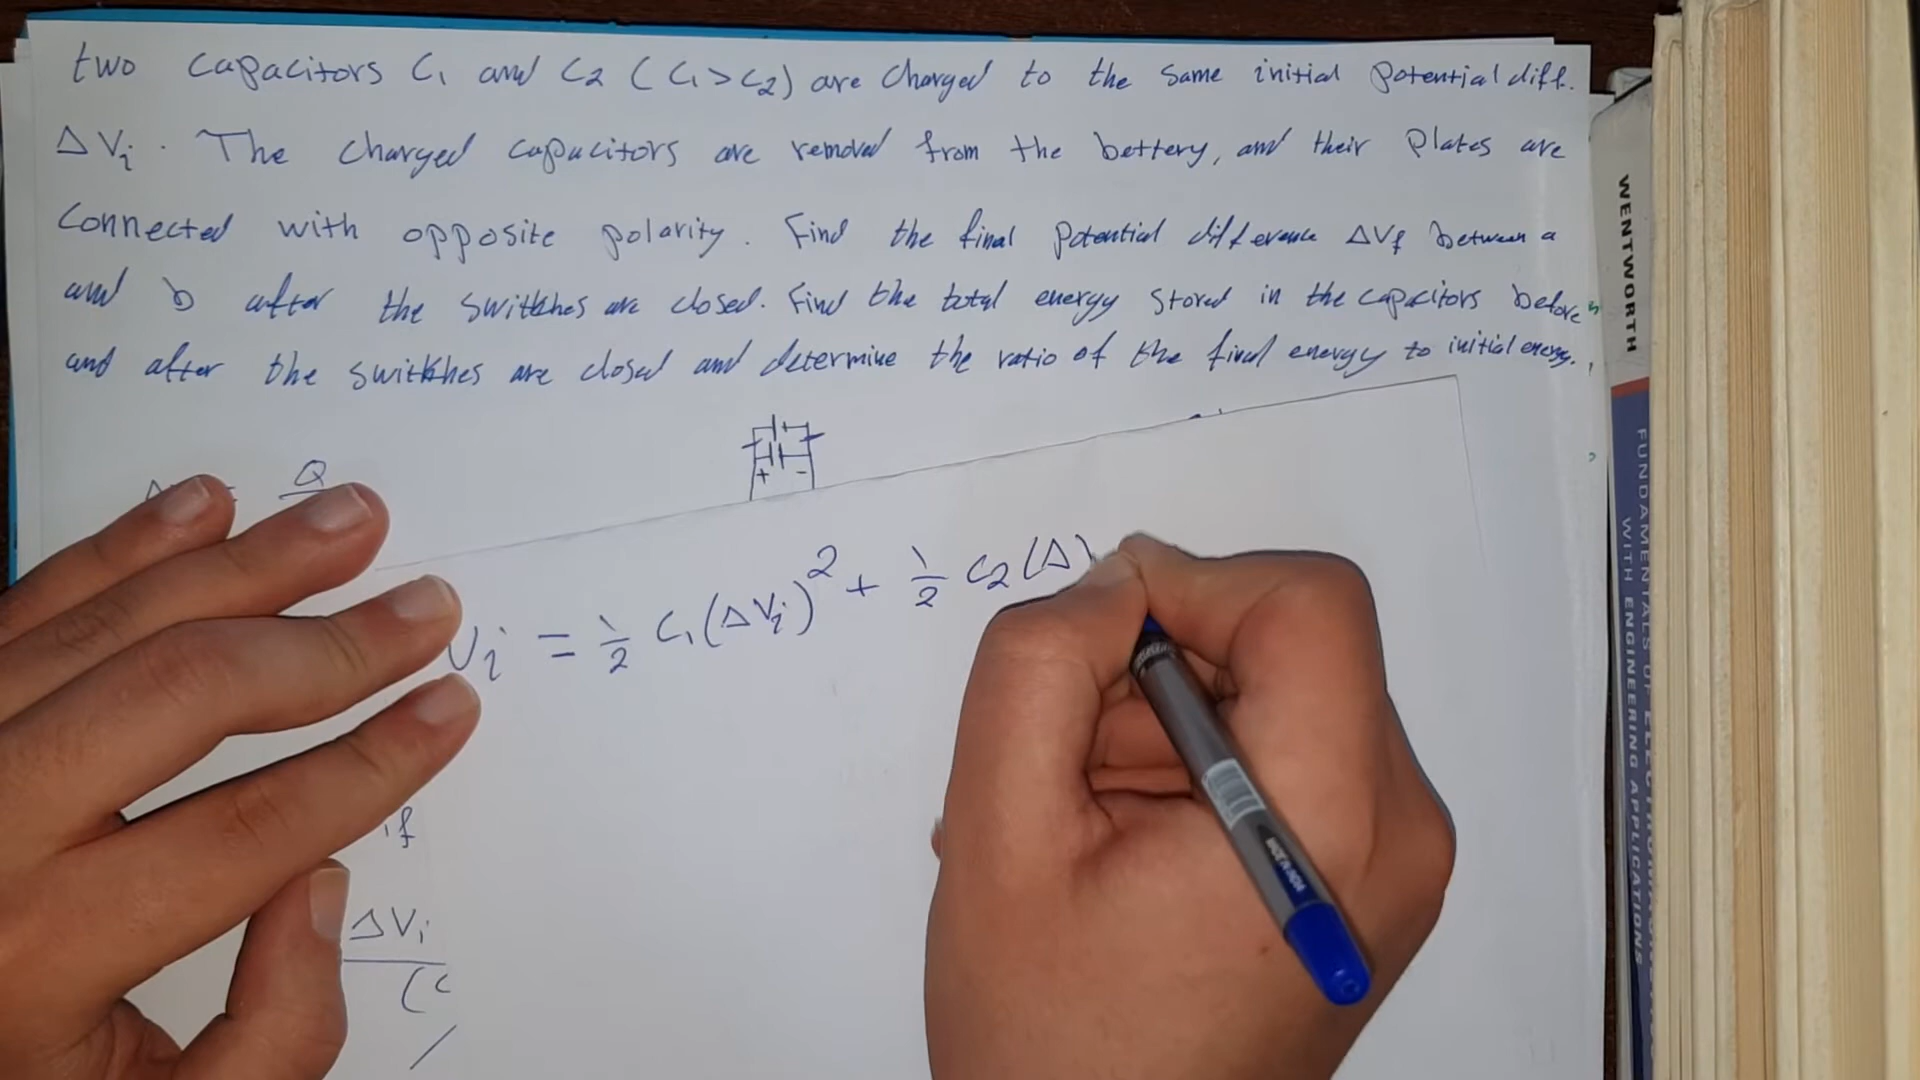 two capacitors C₁ and C₂ (C₁ > C₂) are charged to the same initial potential diff.
ΔVi. The charged capacitors are removed from the bettery, and their plates are
connected with opposite polarity. Find the final potential difference ΔVf between a
and b after the switches are closed. Find the total energy stored in the capacitors before
and after the switches are closed and determine the ratio of the final energy to initial energy.
Q
+ -
Ui = 1/2 C₁(ΔVi)² + 1/2 C₂(Δ
if
ΔVi
(C
WENTWORTH
FUNDAMENTALS OF
WITH ENGINEERING APPLICATIONS